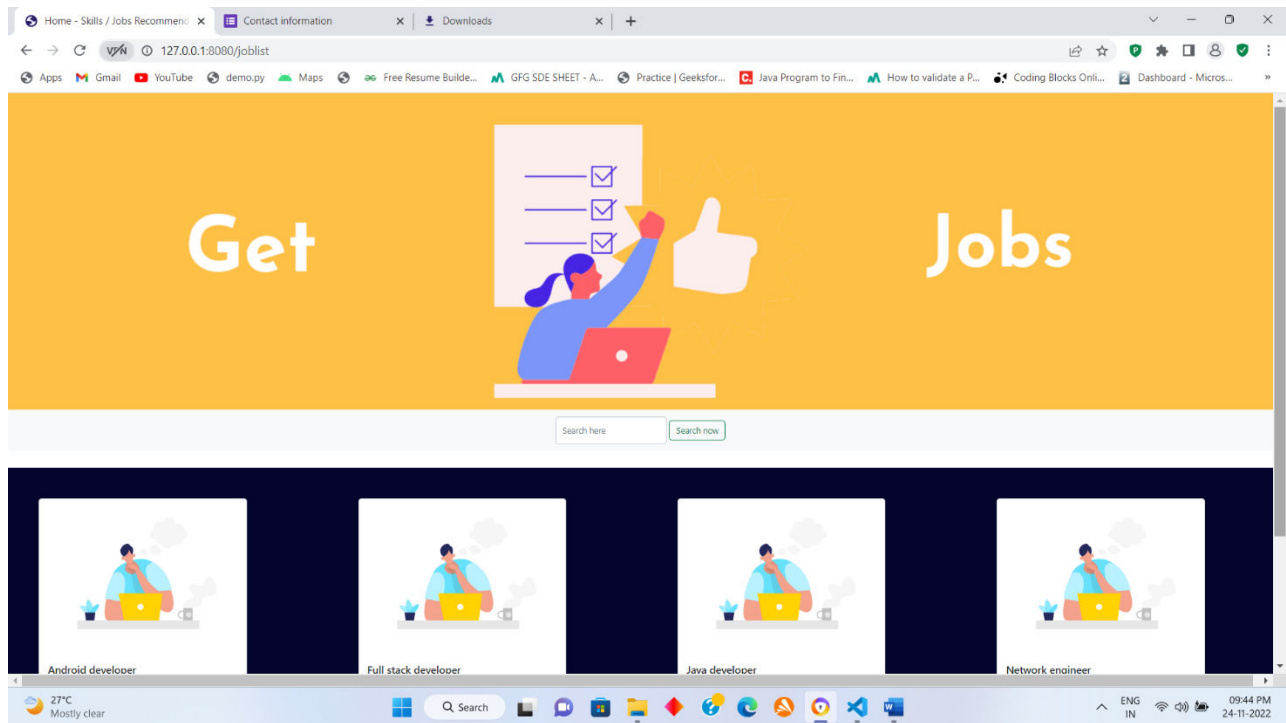 Home - Skills / Jobs Recommend
Contact information
Downloads
VPN
127.0.0.1:8080/joblist
Apps
Gmail
YouTube
demo.py
Maps
Free Resume Builde...
GFG SDE SHEET - A...
Practice | Geeksfor...
Java Program to Fin...
How to validate a P...
Coding Blocks Onli...
Dashboard - Micros...
Get
Jobs
Search here
Search now
Android developer
Full stack developer
Java developer
Network engineer
27°C
Mostly clear
Search
ENG
IN
09:44 PM
24-11-2022